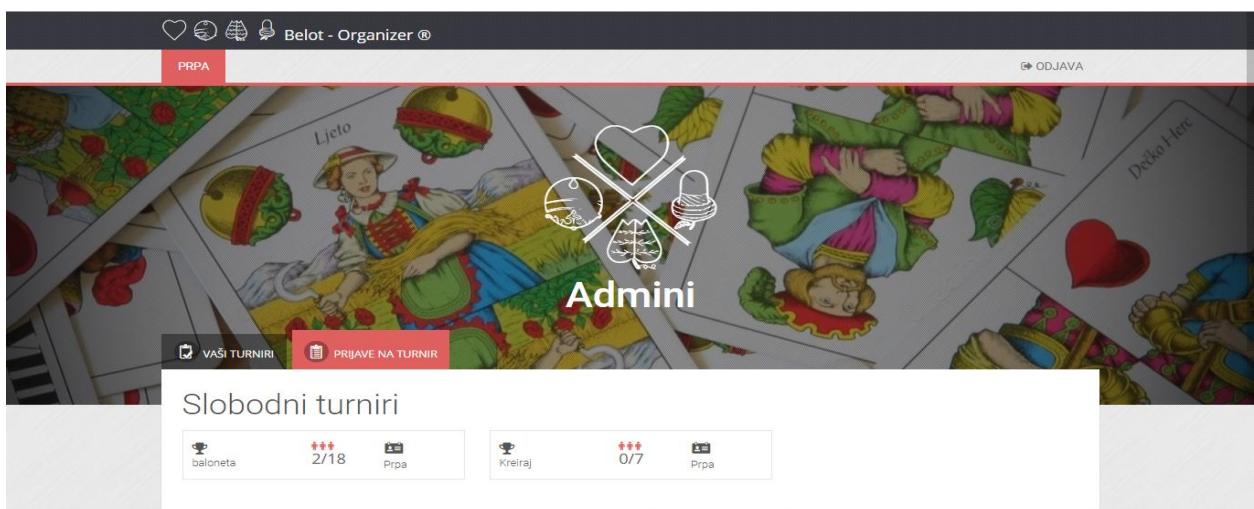 Belot - Organizer ®
PRPA
ODJAVA
Ljeto
Dečko Herc
Admini
VAŠI TURNIRI
PRIJAVE NA TURNIR
Slobodni turniri
baloneta
2/18
Prpa
Kreiraj
0/7
Prpa